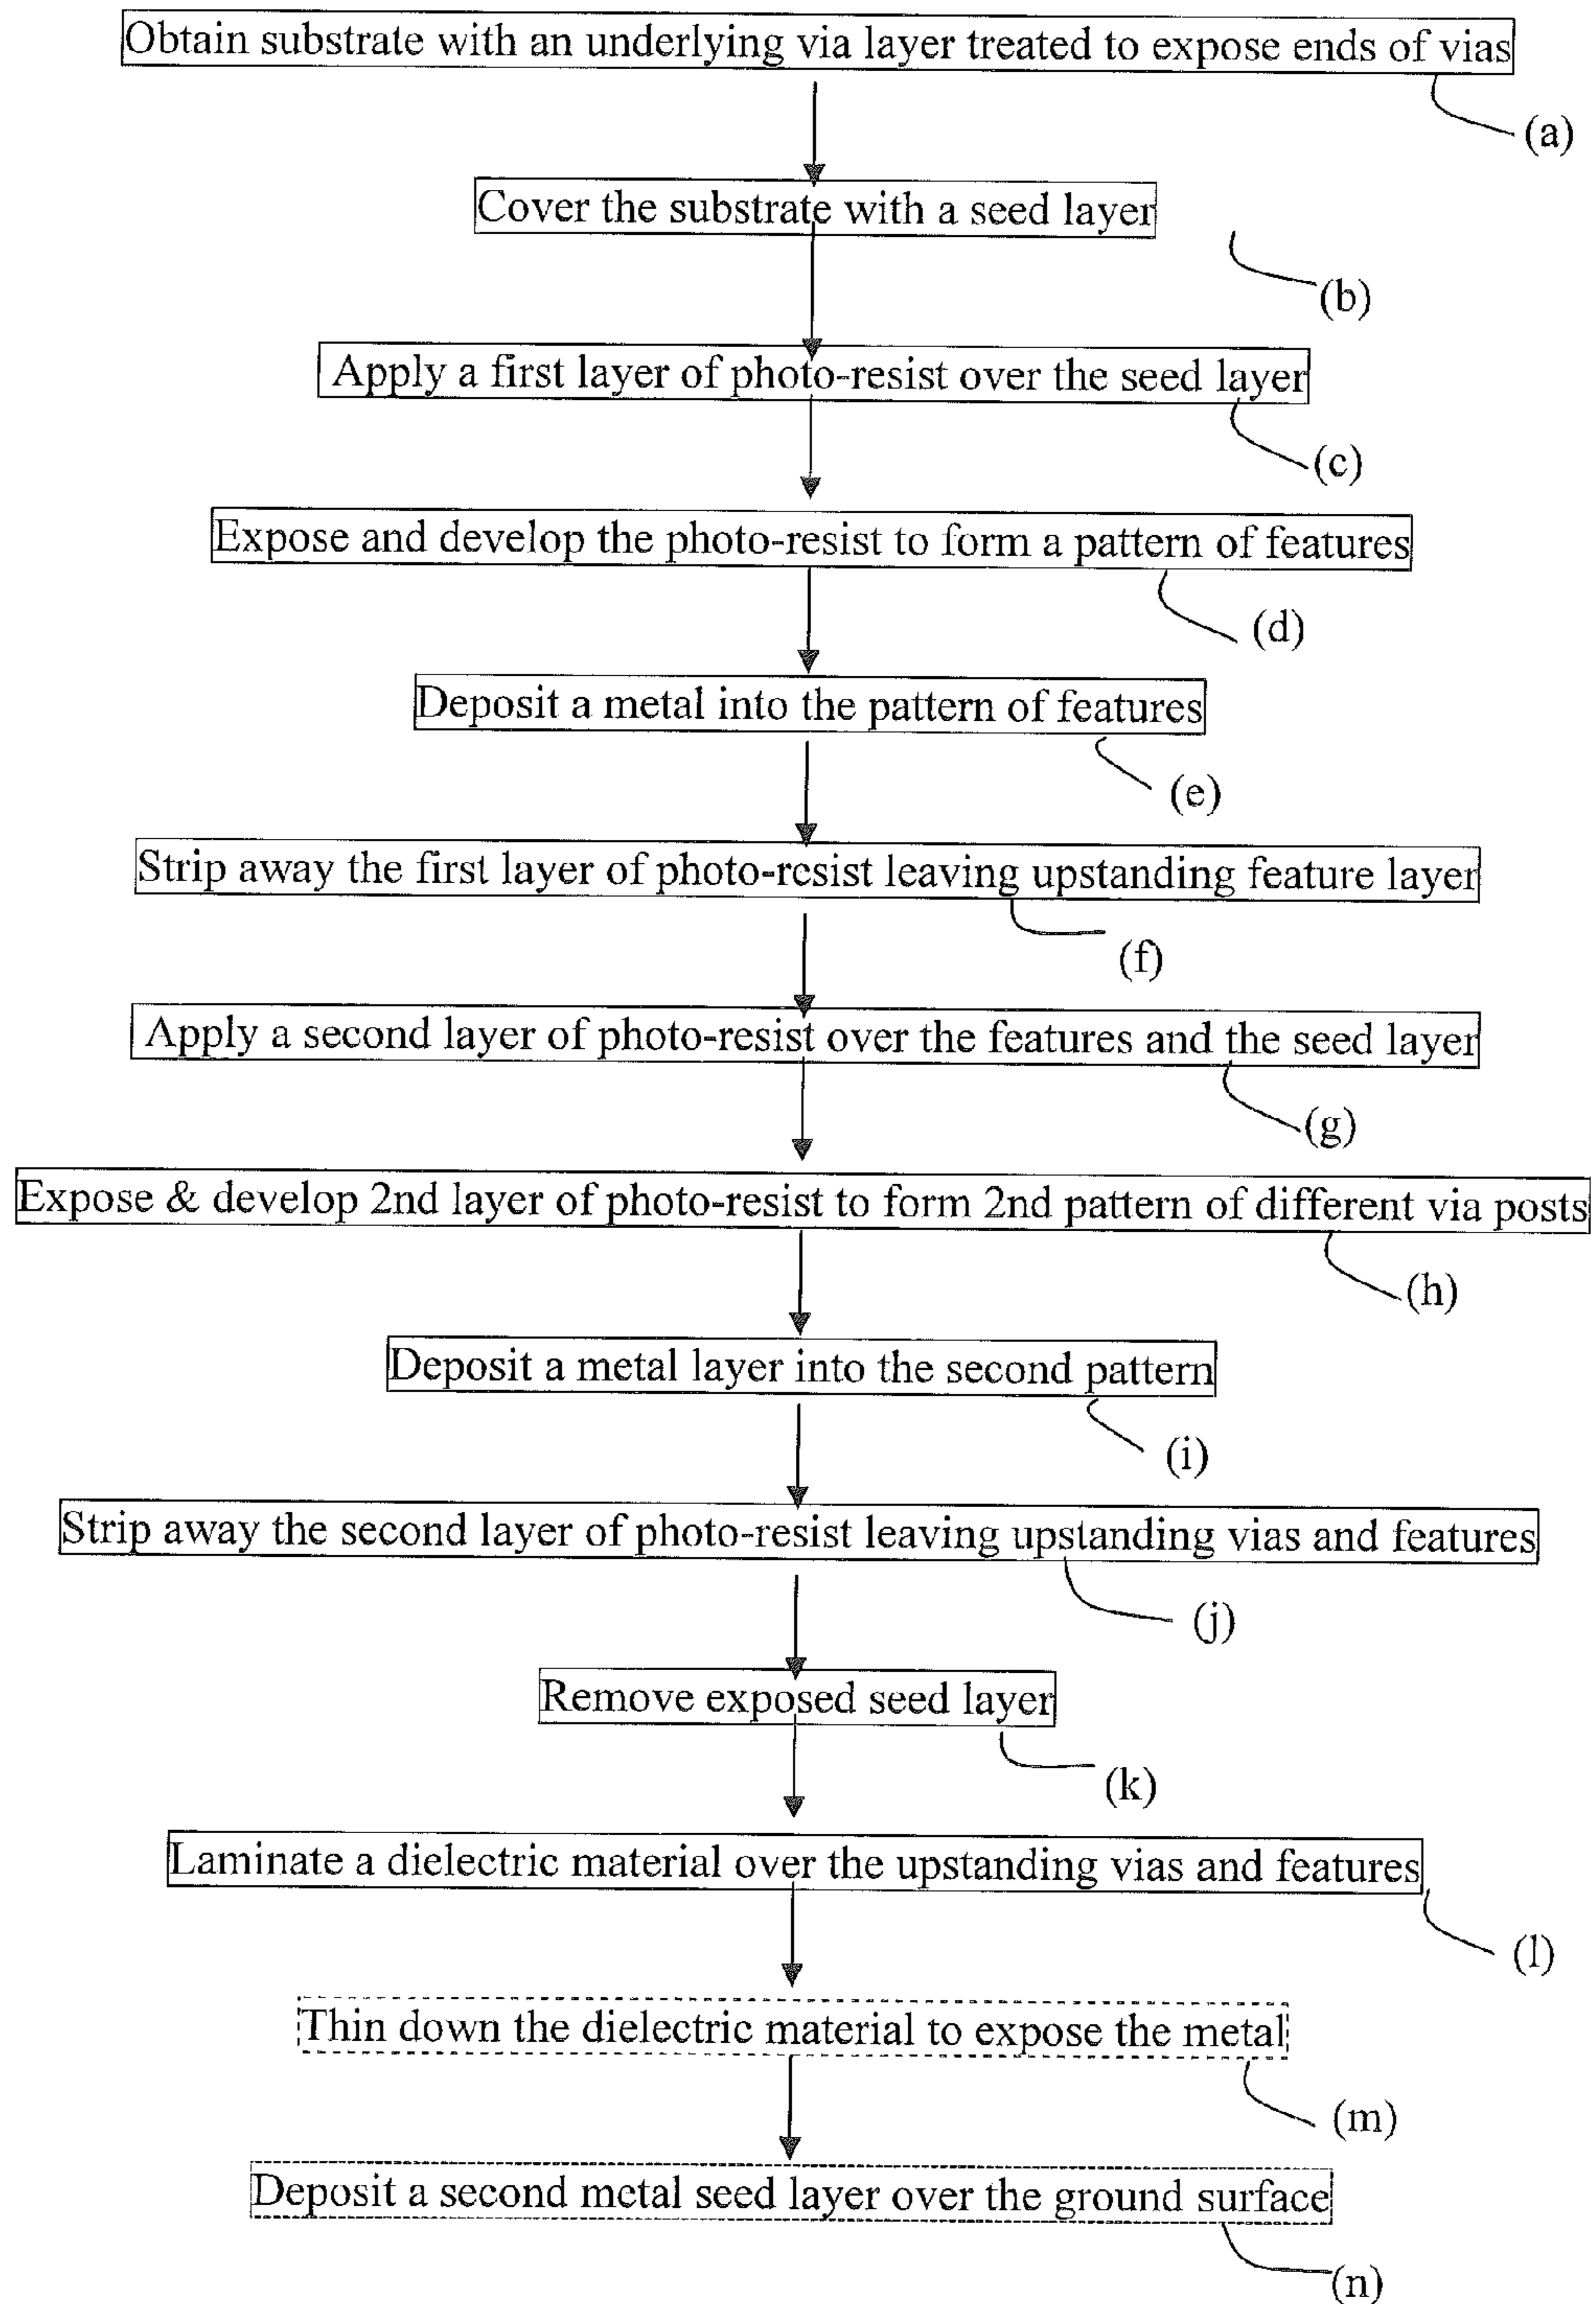 Obtain substrate with an underlying via layer treated to expose ends of vias
(a)
Cover the substrate with a seed layer
(b)
Apply a first layer of photo-resist over the seed layer
(c)
Expose and develop the photo-resist to form a pattern of features
(d)
Deposit a metal into the pattern of features
(e)
Strip away the first layer of photo-resist leaving upstanding feature layer
(f)
Apply a second layer of photo-resist over the features and the seed layer
(g)
Expose & develop 2nd layer of photo-resist to form 2nd pattern of different via posts
(h)
Deposit a metal layer into the second pattern
(i)
Strip away the second layer of photo-resist leaving upstanding vias and features
(j)
Remove exposed seed layer
(k)
Laminate a dielectric material over the upstanding vias and features
(l)
Thin down the dielectric material to expose the metal
(m)
Deposit a second metal seed layer over the ground surface
(n)